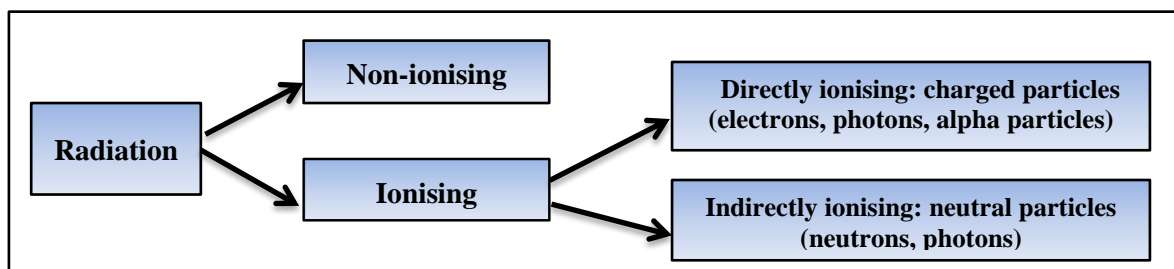 Radiation
Non-ionising
Ionising
Directly ionising: charged particles
(electrons, photons, alpha particles)
Indirectly ionising: neutral particles
(neutrons, photons)